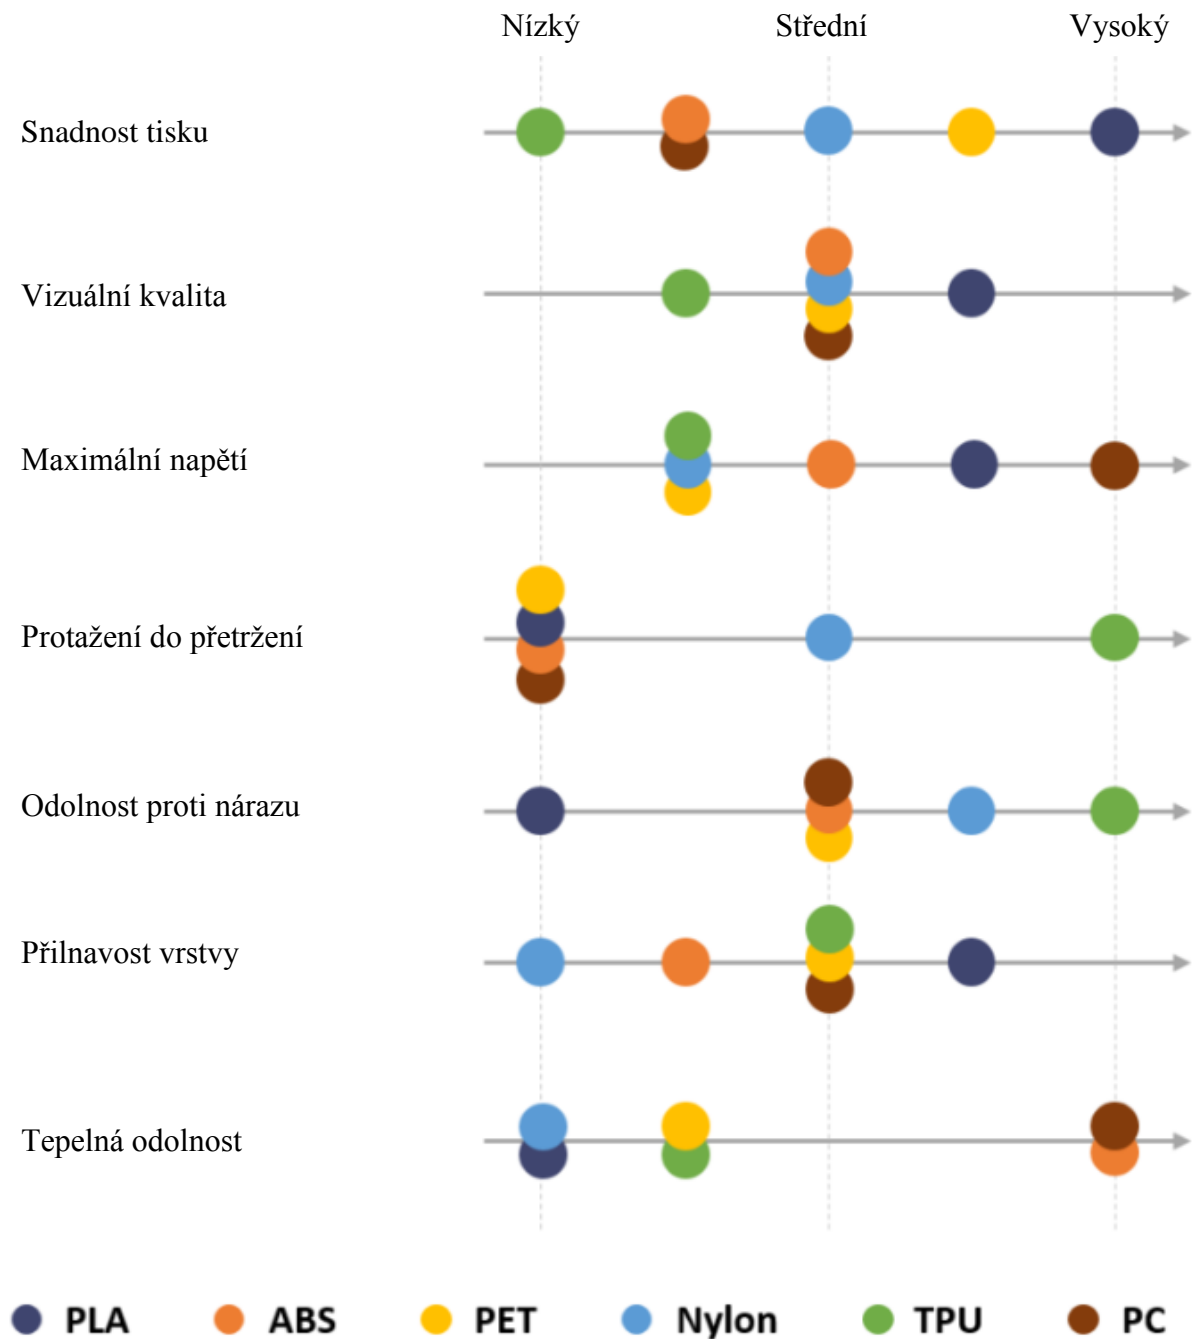 Nízký Střední Vysoký
Snadnost tisku
Vizuální kvalita
Maximální napětí
Protažení do přetržení
Odolnost proti nárazu
Přilnavost vrstvy
Tepelná odolnost
PLA ABS PET Nylon TPU PC